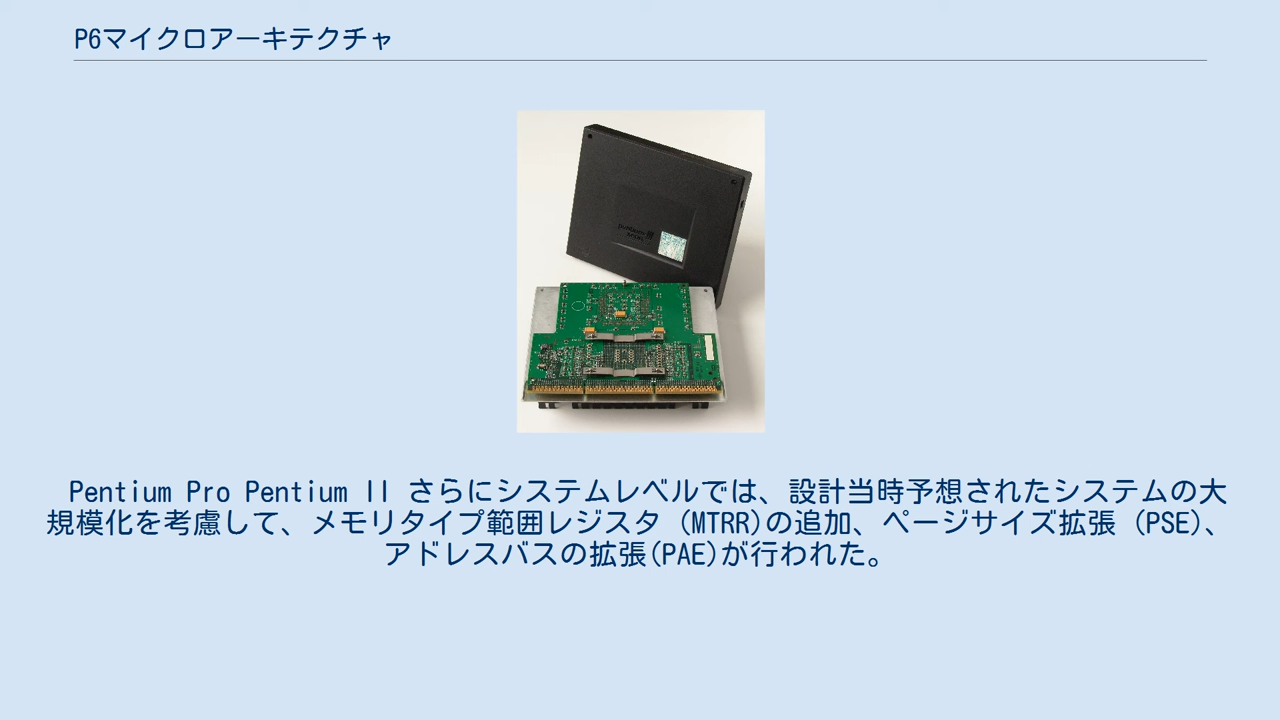 P6マイクロアーキテクチャ
Pentium III
Pentium Pro Pentium II さらにシステムレベルでは、設計当時予想されたシステムの大
規模化を考慮して、メモリタイプ範囲レジスタ (MTRR)の追加、ページサイズ拡張 (PSE)、
アドレスバスの拡張(PAE)が行われた。